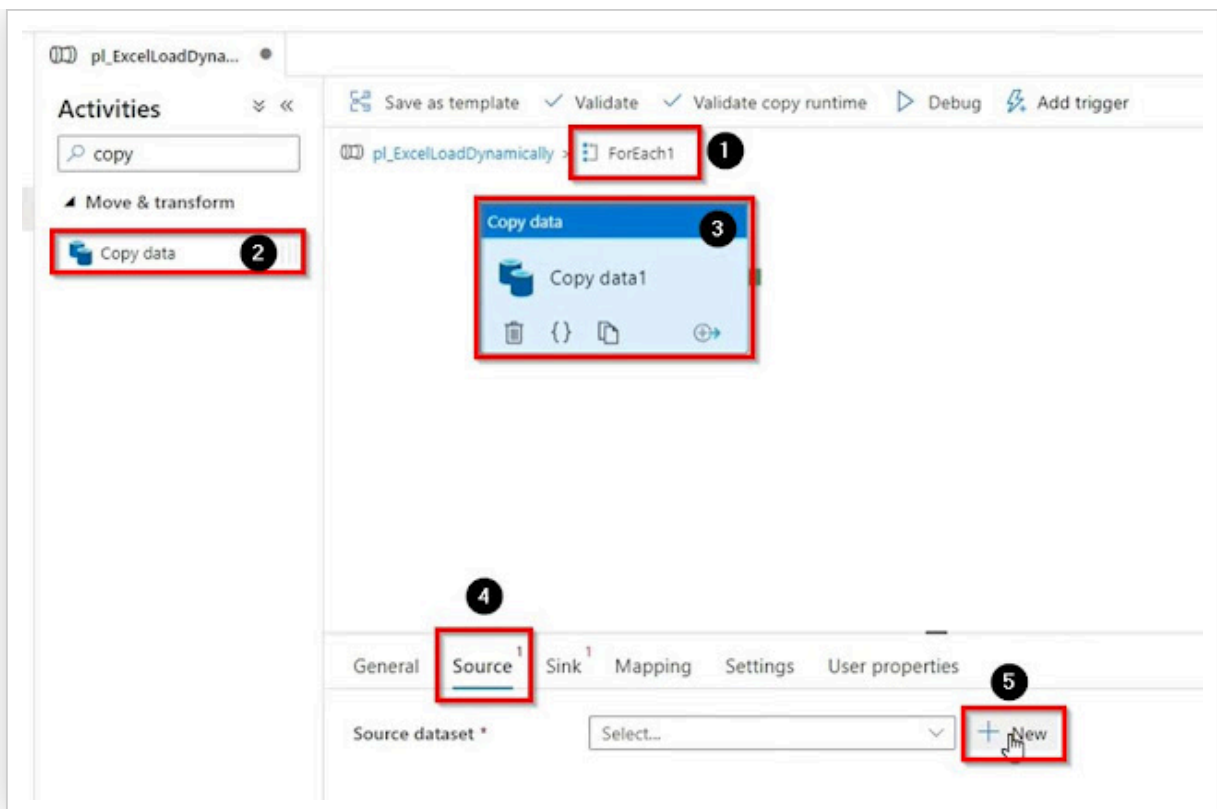 pl_ExcelLoadDyna...
Activities
Save as template Validate Validate copy runtime Debug Add trigger
copy
pl_ExcelLoadDynamically > ForEach1 1
Move & transform
Copy data 2
Copy data 3
Copy data1
{}
4
General Source 1 Sink 1 Mapping Settings User properties
5
Source dataset * Select... + New